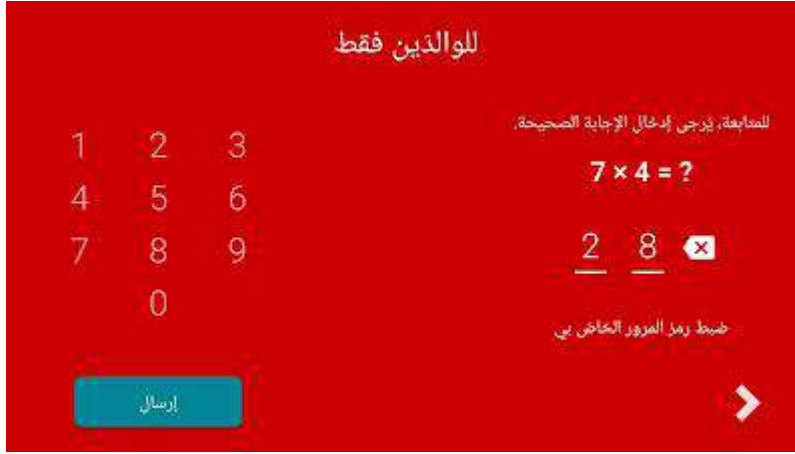 للوالدين فقط
للمتابعة، يُرجى إدخال الإجابة الصحيحة.
7 × 4 = ?
2 8
ضبط رمز المرور الخاص بي
1 2 3
4 5 6
7 8 9
0
إرسال